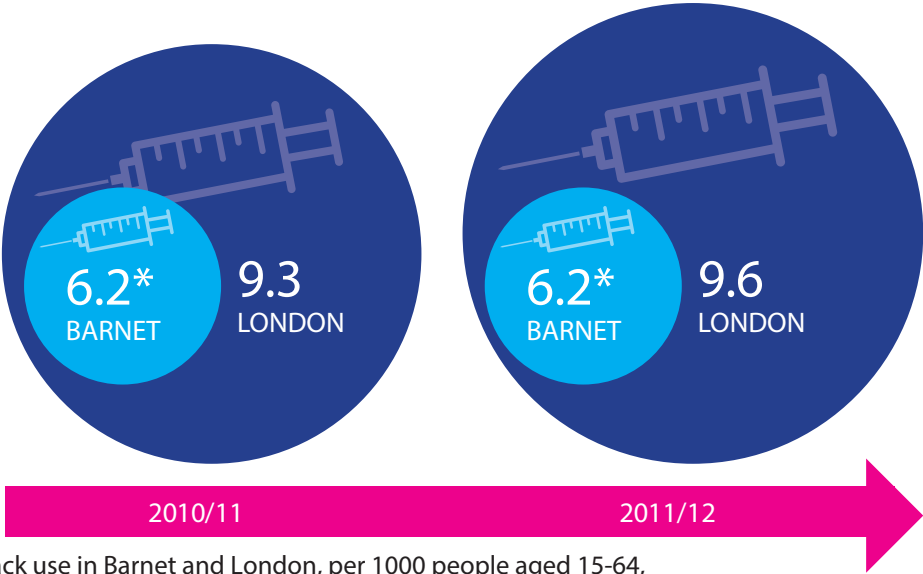 6.2*
BARNET
9.3
LONDON
6.2*
BARNET
9.6
LONDON
2010/11
2011/12
use in Barnet and London, per 1000 people aged 15-64,